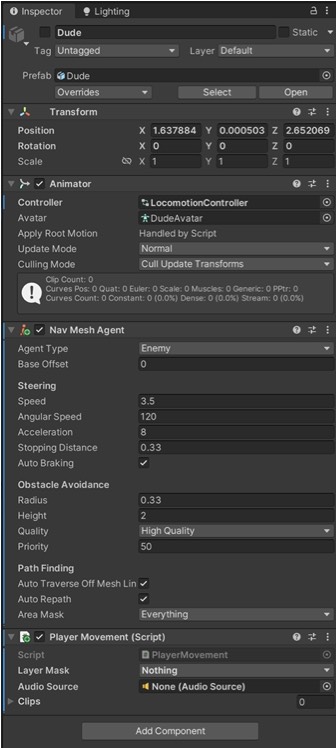 Inspector Lighting
Dude Static
Tag Untagged Layer Default
Prefab Dude
Overrides Select Open
Transform
Position X 1.637884 Y 0.000503 Z 2.652069
Rotation X 0 Y 0 Z 0
Scale X 1 Y 1 Z 1
Animator
Controller LocomotionController
Avatar DudeAvatar
Apply Root Motion Handled by Script
Update Mode Normal
Culling Mode Cull Update Transforms
Clip Count: 0
Curves Pos: 0 Quat: 0 Euler: 0 Scale: 0 Muscles: 0 Generic: 0 PPtr: 0
Curves Count: 0 Constant: 0 (0.0%) Dense: 0 (0.0%) Stream: 0 (0.0%)
Nav Mesh Agent
Agent Type Enemy
Base Offset 0
Steering
Speed 3.5
Angular Speed 120
Acceleration 8
Stopping Distance 0.33
Auto Braking
Obstacle Avoidance
Radius 0.33
Height 2
Quality High Quality
Priority 50
Path Finding
Auto Traverse Off Mesh Lin
Auto Repath
Area Mask Everything
Player Movement (Script)
Script PlayerMovement
Layer Mask Nothing
Audio Source None (Audio Source)
Clips 0
Add Component